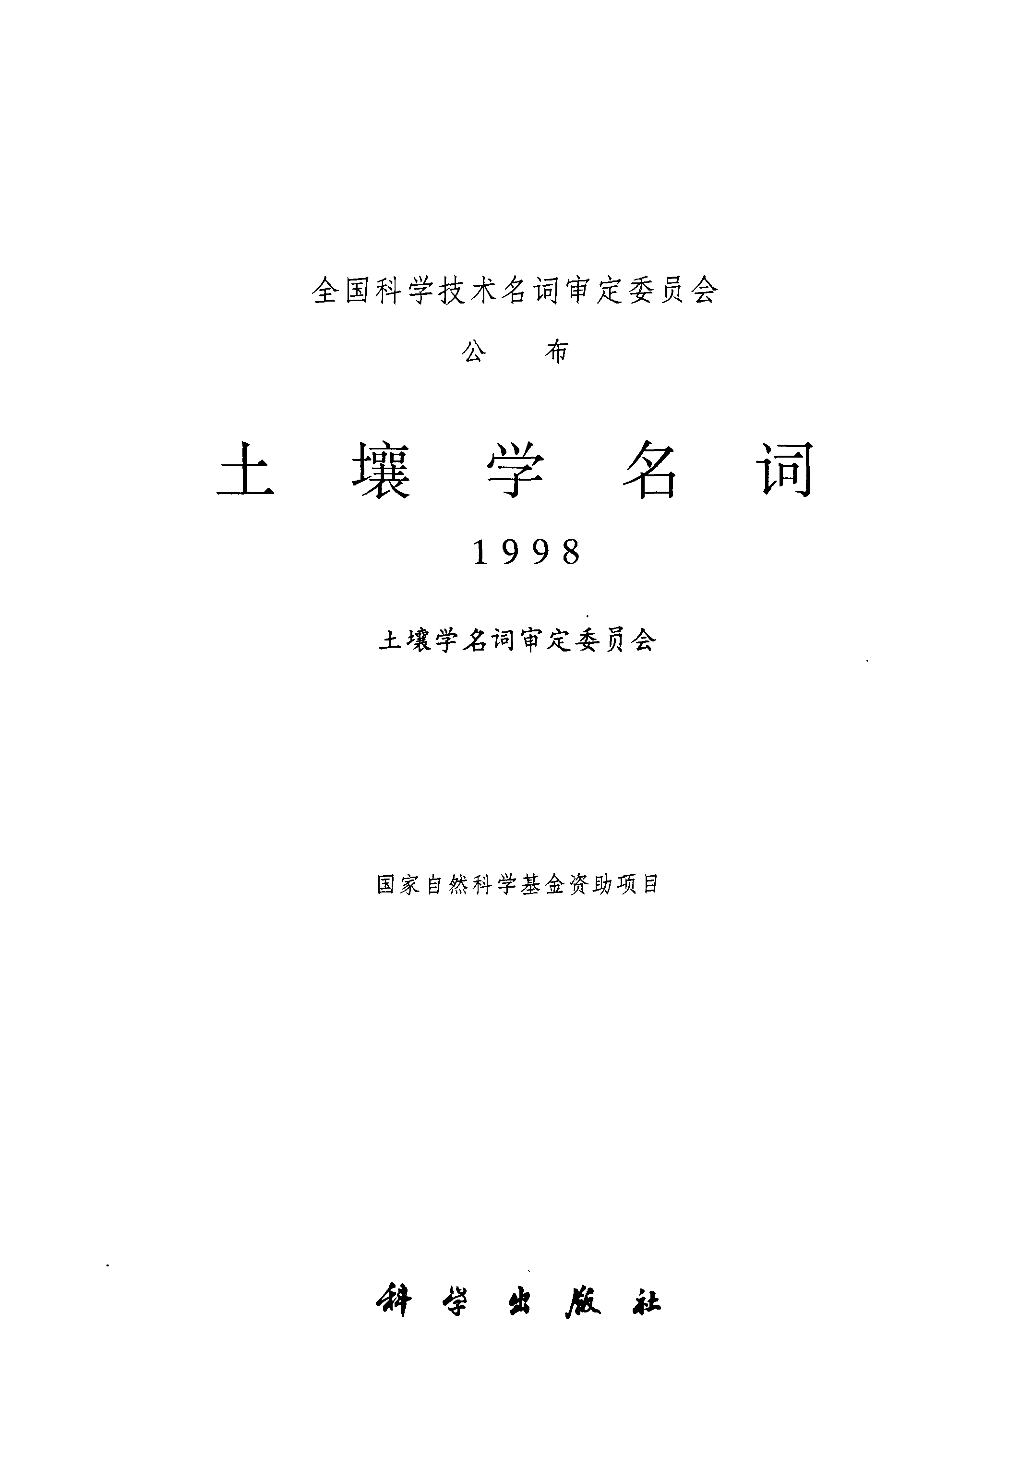 全国科学技术名词审定委员会
公 布
土 壤 学 名 词
1998
土壤学名词审定委员会
国家自然科学基金资助项目
科学出版社